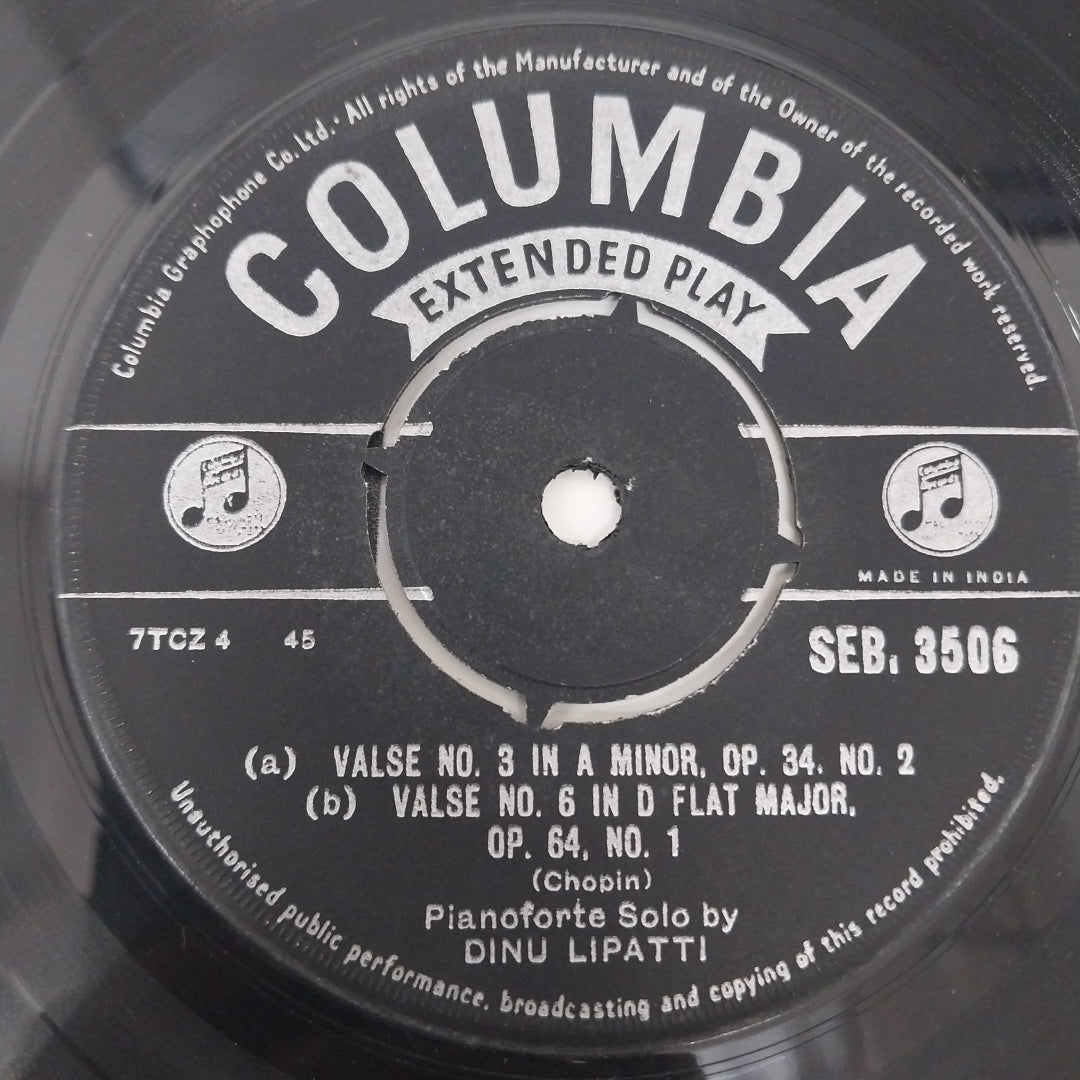 Columbia Graphophone Co. Ltd. · All rights of the Manufacturer and of the Owner of the recorded work reserved.
COLUMBIA
EXTENDED PLAY
MADE IN INDIA
7TCZ 4 45
SEB. 3506
(a) VALSE NO. 3 IN A MINOR, OP. 34, NO. 2
(b) VALSE NO. 6 IN D FLAT MAJOR,
OP. 64, NO. 1
(Chopin)
Pianoforte Solo by
DINU LIPATTI
Unauthorised public performance, broadcasting and copying of this record prohibited.